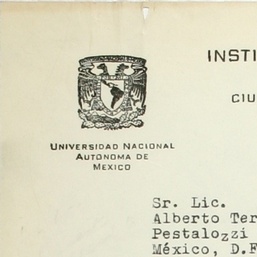 INSTI
CIU
UNIVERSIDAD NACIONAL
AUTONOMA DE
MEXICO
Sr. Lic.
Alberto Ter
Pestalozzi
México, D.F